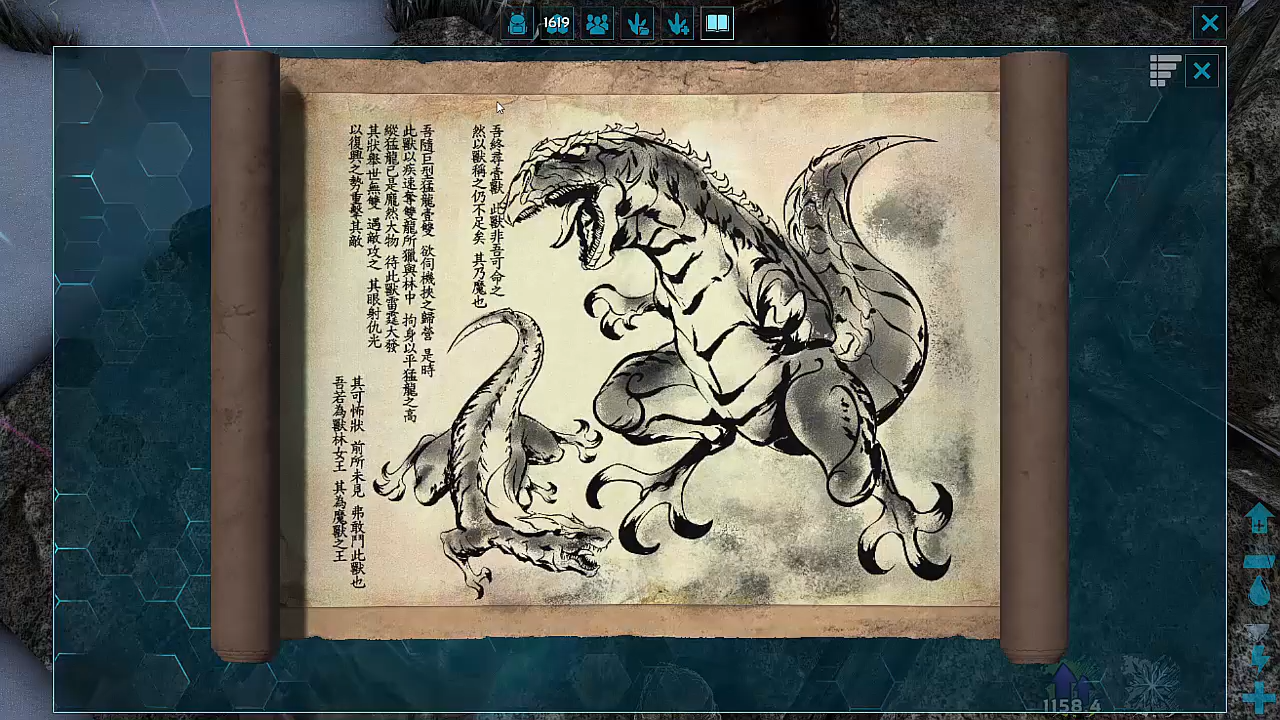 1619
吾終尋杳獸 此獸非吾可命之
然以獸稱之仍不足矣 其乃魔也
吾隨巨型猛龍壹雙 欲伺機挾之歸營 是時
此獸以疾速奪雙龍所獵與林中 拘身以平猛龍之高
縱猛龍已是龐然大物 待此獸雷霆大發
其狀舉世無雙 遇敵攻之 其眼射仇光
以復興之勢重擊其敵
其可怖狀 前所未見 弗敢鬥此獸也
吾若為獸林女王 其為魔獸之王
1158.4